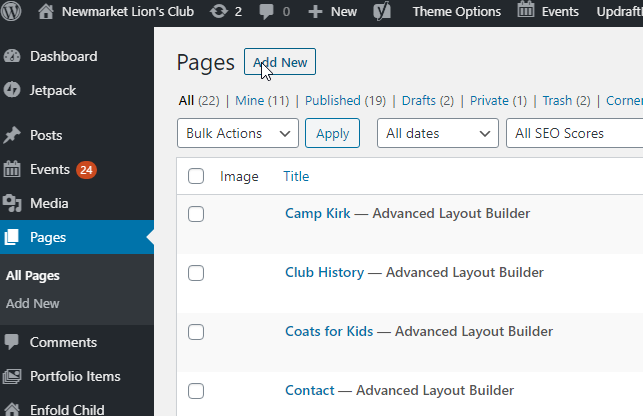 Newmarket Lion's Club 2 0 + New Theme Options Events Updraft
Dashboard
Jetpack
Posts
Events 24
Media
Pages
All Pages
Add New
Comments
Portfolio Items
Enfold Child
Pages Add New
All (22) | Mine (11) | Published (19) | Drafts (2) | Private (1) | Trash (2) | Corner
Bulk Actions Apply All dates All SEO Scores
Image Title
Camp Kirk — Advanced Layout Builder
Club History — Advanced Layout Builder
Coats for Kids — Advanced Layout Builder
Contact — Advanced Layout Builder